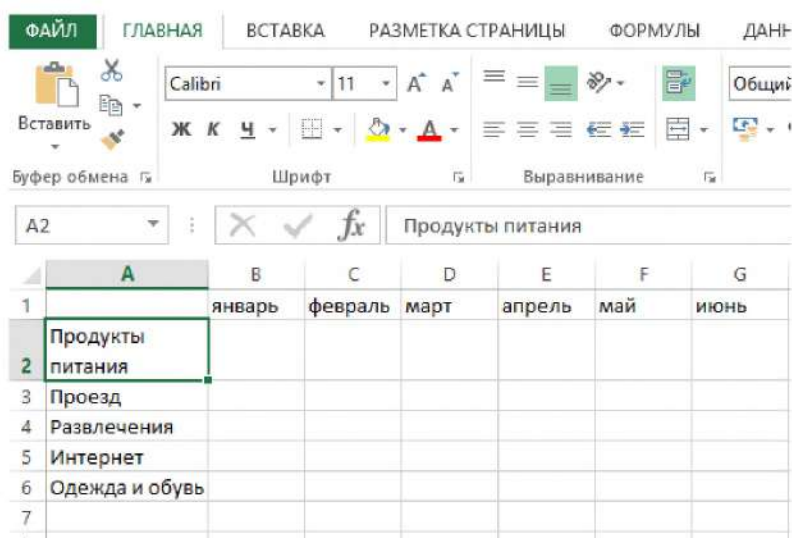 ФАЙЛ ГЛАВНАЯ ВСТАВКА РАЗМЕТКА СТРАНИЦЫ ФОРМУЛЫ
Calibri 11 A A
Вставить
Ж К Ч A
Буфер обмена Шрифт Выравнивание
A2 fx Продукты питания
A B C D E F G
1 январь февраль март апрель май июнь
Продукты
2 питания
3 Проезд
4 Развлечения
5 Интернет
6 Одежда и обувь
7